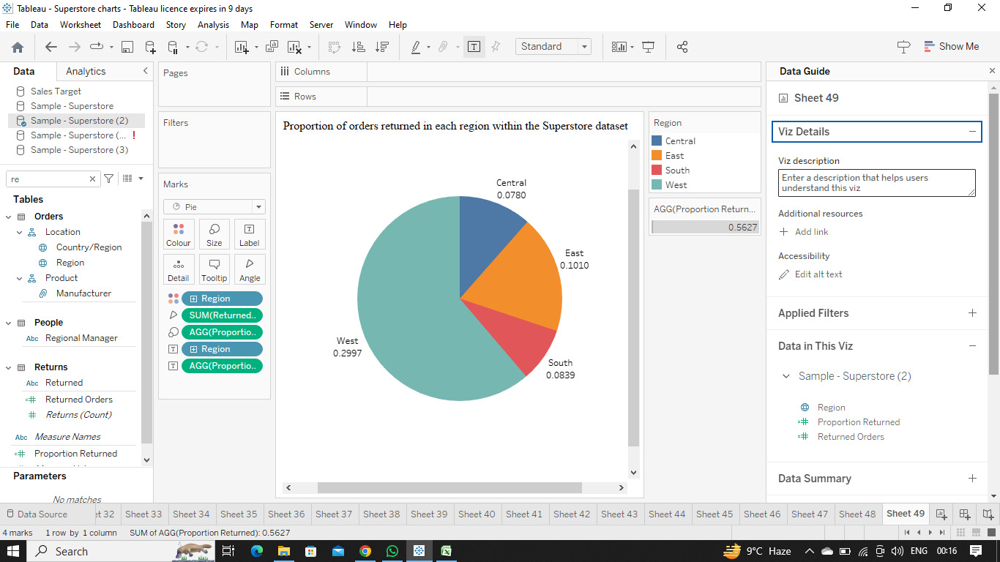 Tableau - Superstore charts - Tableau licence expires in 9 days
File Data Worksheet Dashboard Story Analysis Map Format Server Window Help
Standard
Show Me
Data Analytics
Sales Target
Sample - Superstore
Sample - Superstore (2)
Sample - Superstore (... !
Sample - Superstore (3)
re
Tables
Orders
Location
Country/Region
Region
Product
Manufacturer
People
Abc Regional Manager
Returns
Abc Returned
Returned Orders
Returns (Count)
Abc Measure Names
Proportion Returned
Parameters
No matches
Pages
Filters
Marks
Pie
Colour Size Label
Detail Tooltip Angle
Region
SUM(Returned..
AGG(Proportio..
Region
AGG(Proportio..
Columns
Rows
Proportion of orders returned in each region within the Superstore dataset
Central
0.0780
East
0.1010
South
0.0839
West
0.2997
Region
Central
East
South
West
AGG(Proportion Return...
0.5627
Data Guide
Sheet 49
Viz Details
Viz description
Enter a description that helps users
understand this viz
Additional resources
Add link
Accessibility
Edit alt text
Applied Filters
Data in This Viz
Sample - Superstore (2)
Region
Proportion Returned
Returned Orders
Data Summary
Data Source et 32 Sheet 33 Sheet 34 Sheet 35 Sheet 36 Sheet 37 Sheet 38 Sheet 39 Sheet 40 Sheet 41 Sheet 42 Sheet 43 Sheet 44 Sheet 45 Sheet 46 Sheet 47 Sheet 48 Sheet 49
4 marks 1 row by 1 column SUM of AGG(Proportion Returned): 0.5627
Search
9°C Haze
ENG 00:16